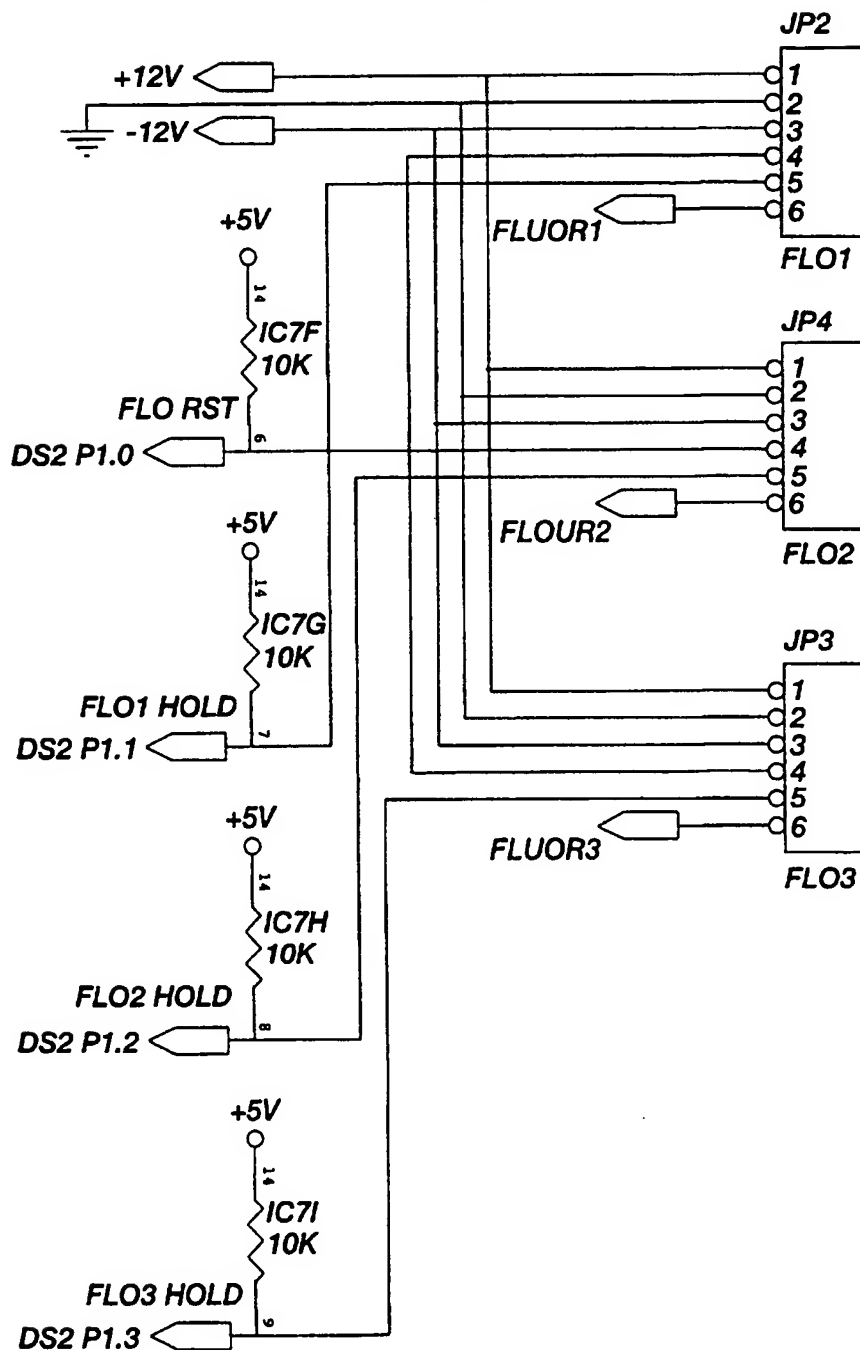 JP2
+12V
1
2
-12V
3
4
5
6
FLUOR1
FLO1
+5V
14
IC7F
10K
FLO RST
6
DS2 P1.0
JP4
1
2
3
4
5
6
FLOUR2
FLO2
+5V
14
IC7G
10K
FLO1 HOLD
7
DS2 P1.1
JP3
1
2
3
4
5
6
FLUOR3
FLO3
+5V
14
IC7H
10K
FLO2 HOLD
8
DS2 P1.2
+5V
14
IC7I
10K
FLO3 HOLD
9
DS2 P1.3